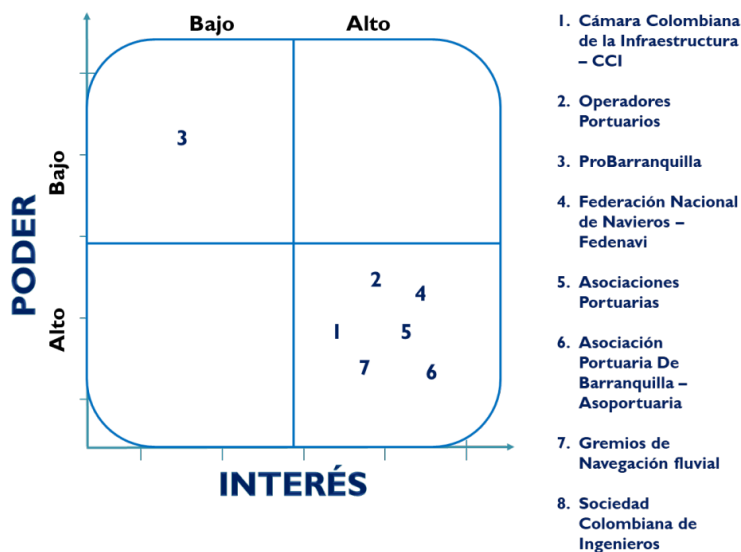 Bajo
Alto
PODER
Bajo
Alto
3
2
4
1
5
7
6
INTERÉS
1. Cámara Colombiana
de la Infraestructura
– CCI
2. Operadores
Portuarios
3. ProBarranquilla
4. Federación Nacional
de Navieros –
Fedenavi
5. Asociaciones
Portuarias
6. Asociación
Portuaria De
Barranquilla –
Asoportuaria
7. Gremios de
Navegación fluvial
8. Sociedad
Colombiana de
Ingenieros